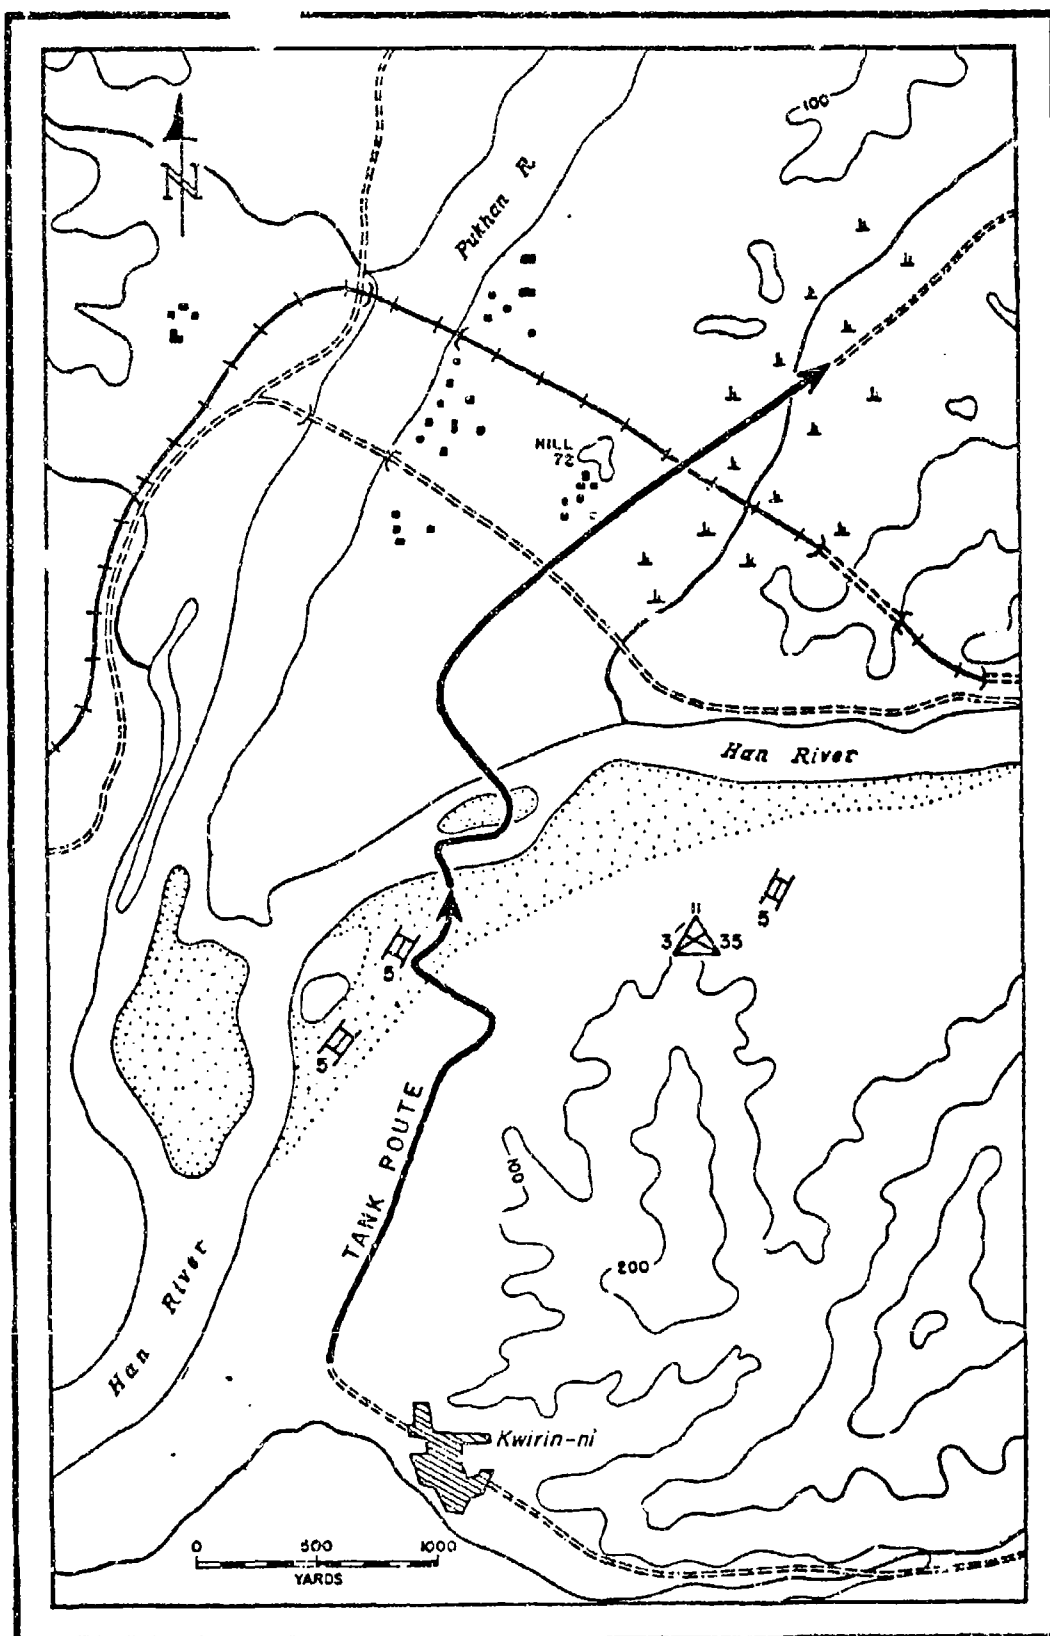 100
N
Pukhan R
HILL
72
Han River
5
3 35
5
5
TANK ROUTE
100
200
Han River
Kwirin-ni
0 500 1000
YARDS